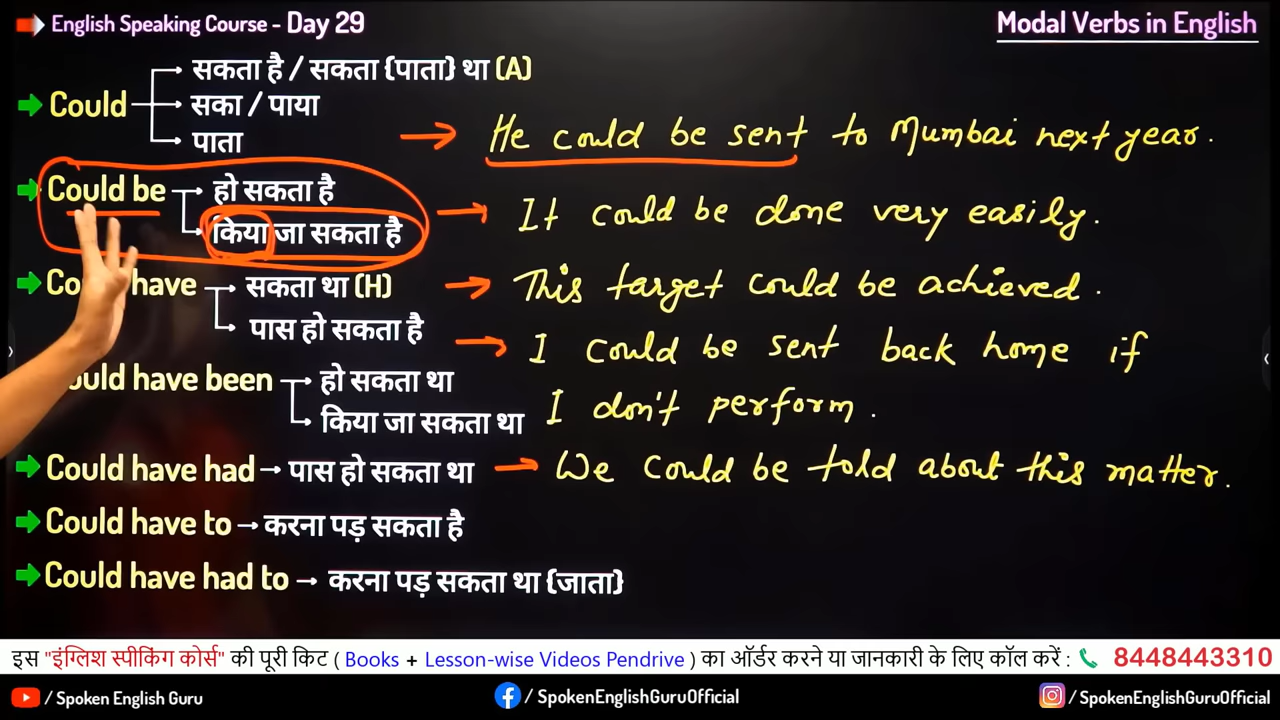 English Speaking Course - Day 29
Modal Verbs in English
सकता है / सकता {पाता} था (A)
Could
सका / पाया
पाता
He could be sent to Mumbai next year.
Could be
हो सकता है
किया जा सकता है
It could be done very easily.
have
सकता था (H)
पास हो सकता है
This target could be achieved.
I could be sent back home if
I don't perform.
have been
हो सकता था
किया जा सकता था
Could have had → पास हो सकता था
We could be told about this matter.
Could have to → करना पड़ सकता है
Could have had to → करना पड़ सकता था {जाता}
इस "इंग्लिश स्पीकिंग कोर्स" की पूरी किट ( Books + Lesson-wise Videos Pendrive ) का ऑर्डर करने या जानकारी के लिए कॉल करें : 8448443310
/ Spoken English Guru
/ SpokenEnglishGuruOfficial
/ SpokenEnglishGuruOfficial